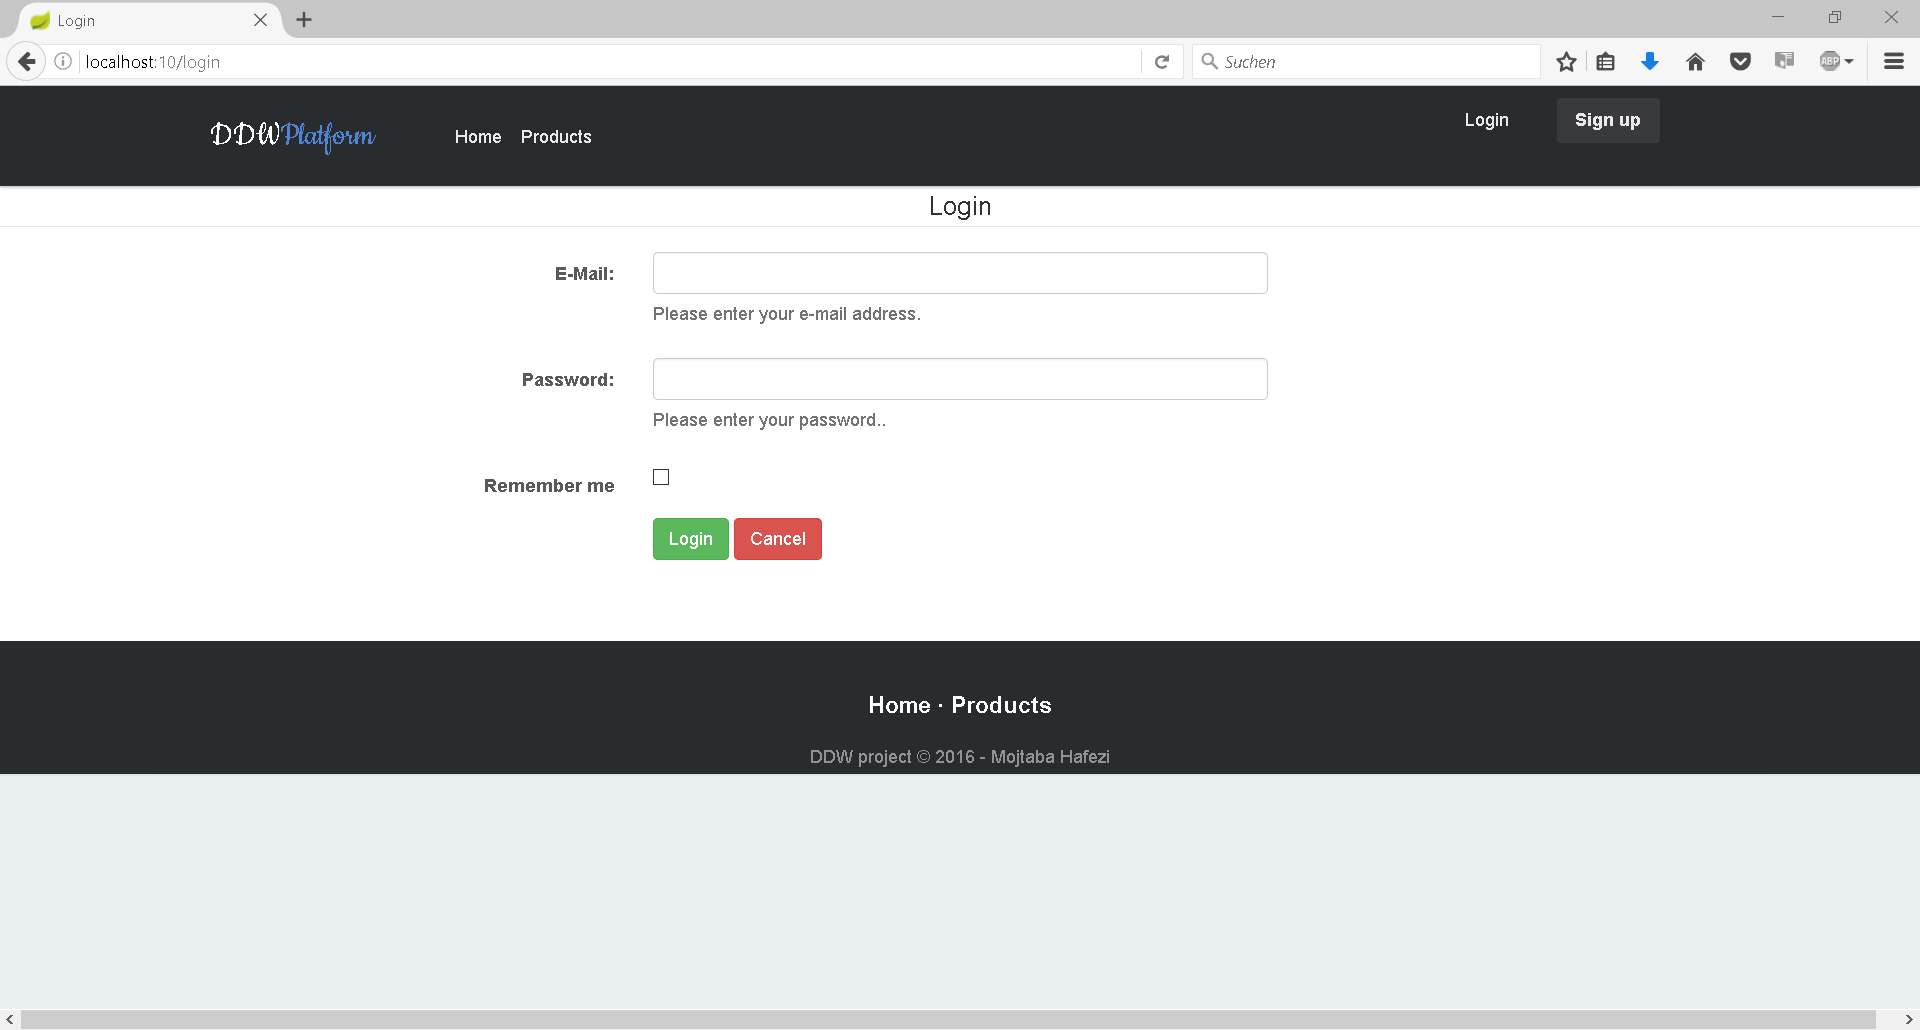 Login
localhost:10/login
Suchen
ABP
DDWPlatform
Home Products
Login Sign up
Login
E-Mail:
Please enter your e-mail address.
Password:
Please enter your password..
Remember me
Login Cancel
Home · Products
DDW project © 2016 - Mojtaba Hafezi